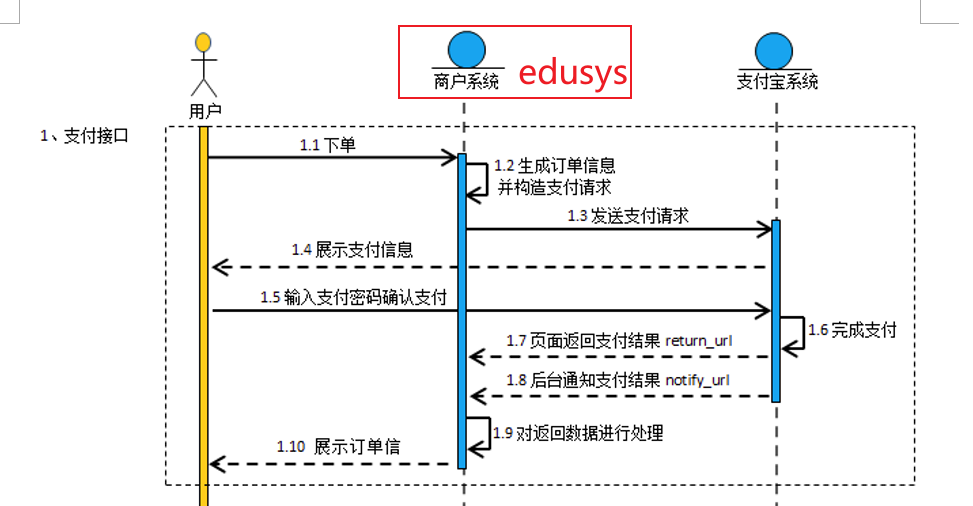 edusys
商户系统
支付宝系统
用户
1、支付接口
1.1 下单
1.2 生成订单信息
并构造支付请求
1.3 发送支付请求
1.4 展示支付信息
1.5 输入支付密码确认支付
1.6 完成支付
1.7 页面返回支付结果 return_url
1.8 后台通知支付结果 notify_url
1.9 对返回数据进行处理
1.10 展示订单信